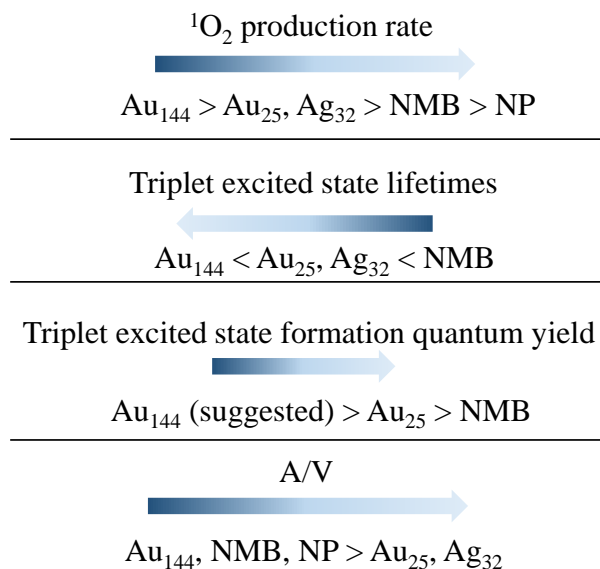 ¹O₂ production rate
Au₁₄₄ > Au₂₅, Ag₃₂ > NMB > NP
Triplet excited state lifetimes
Au₁₄₄ < Au₂₅, Ag₃₂ < NMB
Triplet excited state formation quantum yield
Au₁₄₄ (suggested) > Au₂₅ > NMB
A/V
Au₁₄₄, NMB, NP > Au₂₅, Ag₃₂